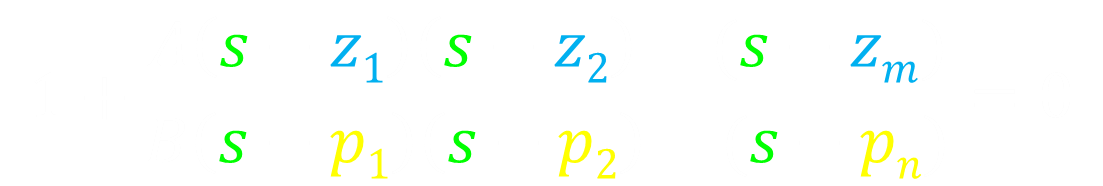 s z₁ s z₂ s zₘ
s p₁ s p₂ s pₙ